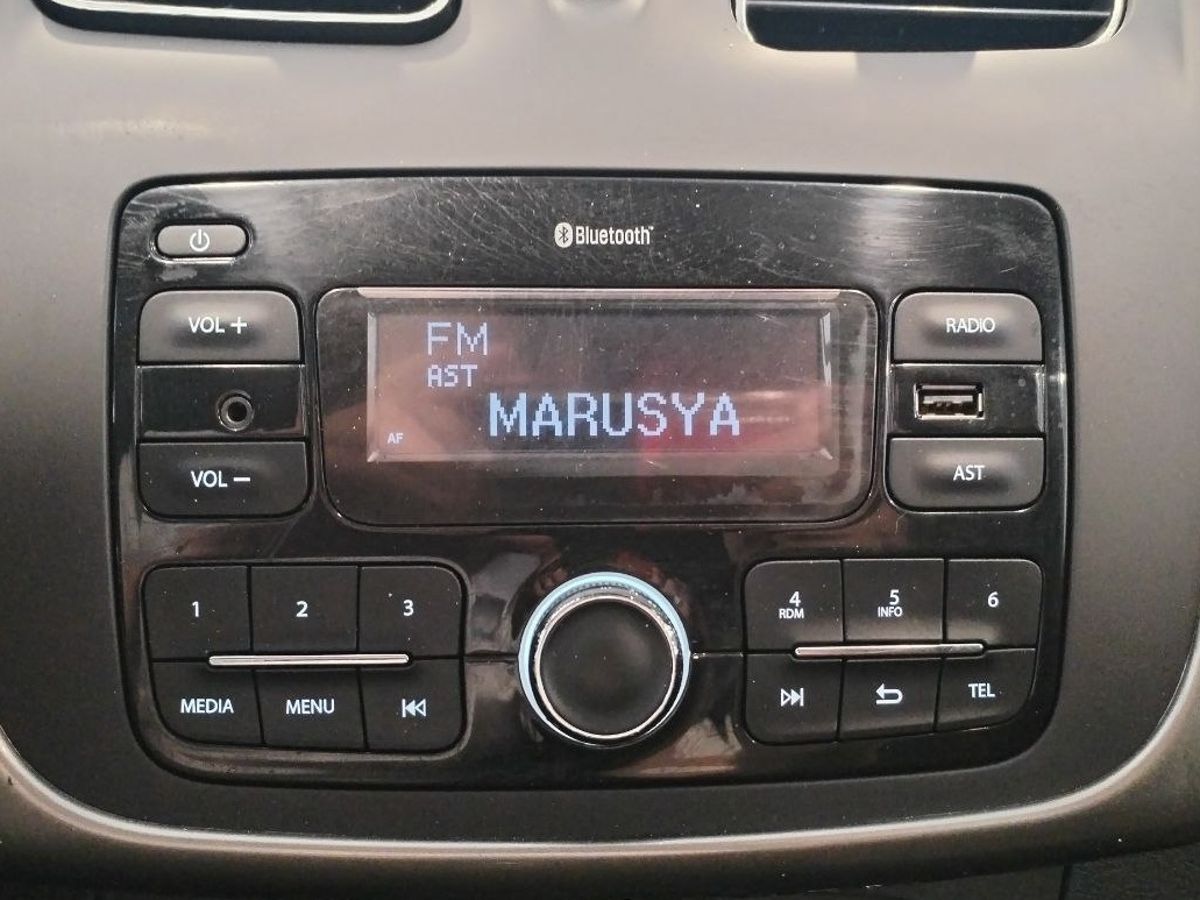 Bluetooth
VOL +
RADIO
FM
AST
MARUSYA
AF
VOL −
AST
1
2
3
4
RDM
5
INFO
6
MEDIA
MENU
TEL